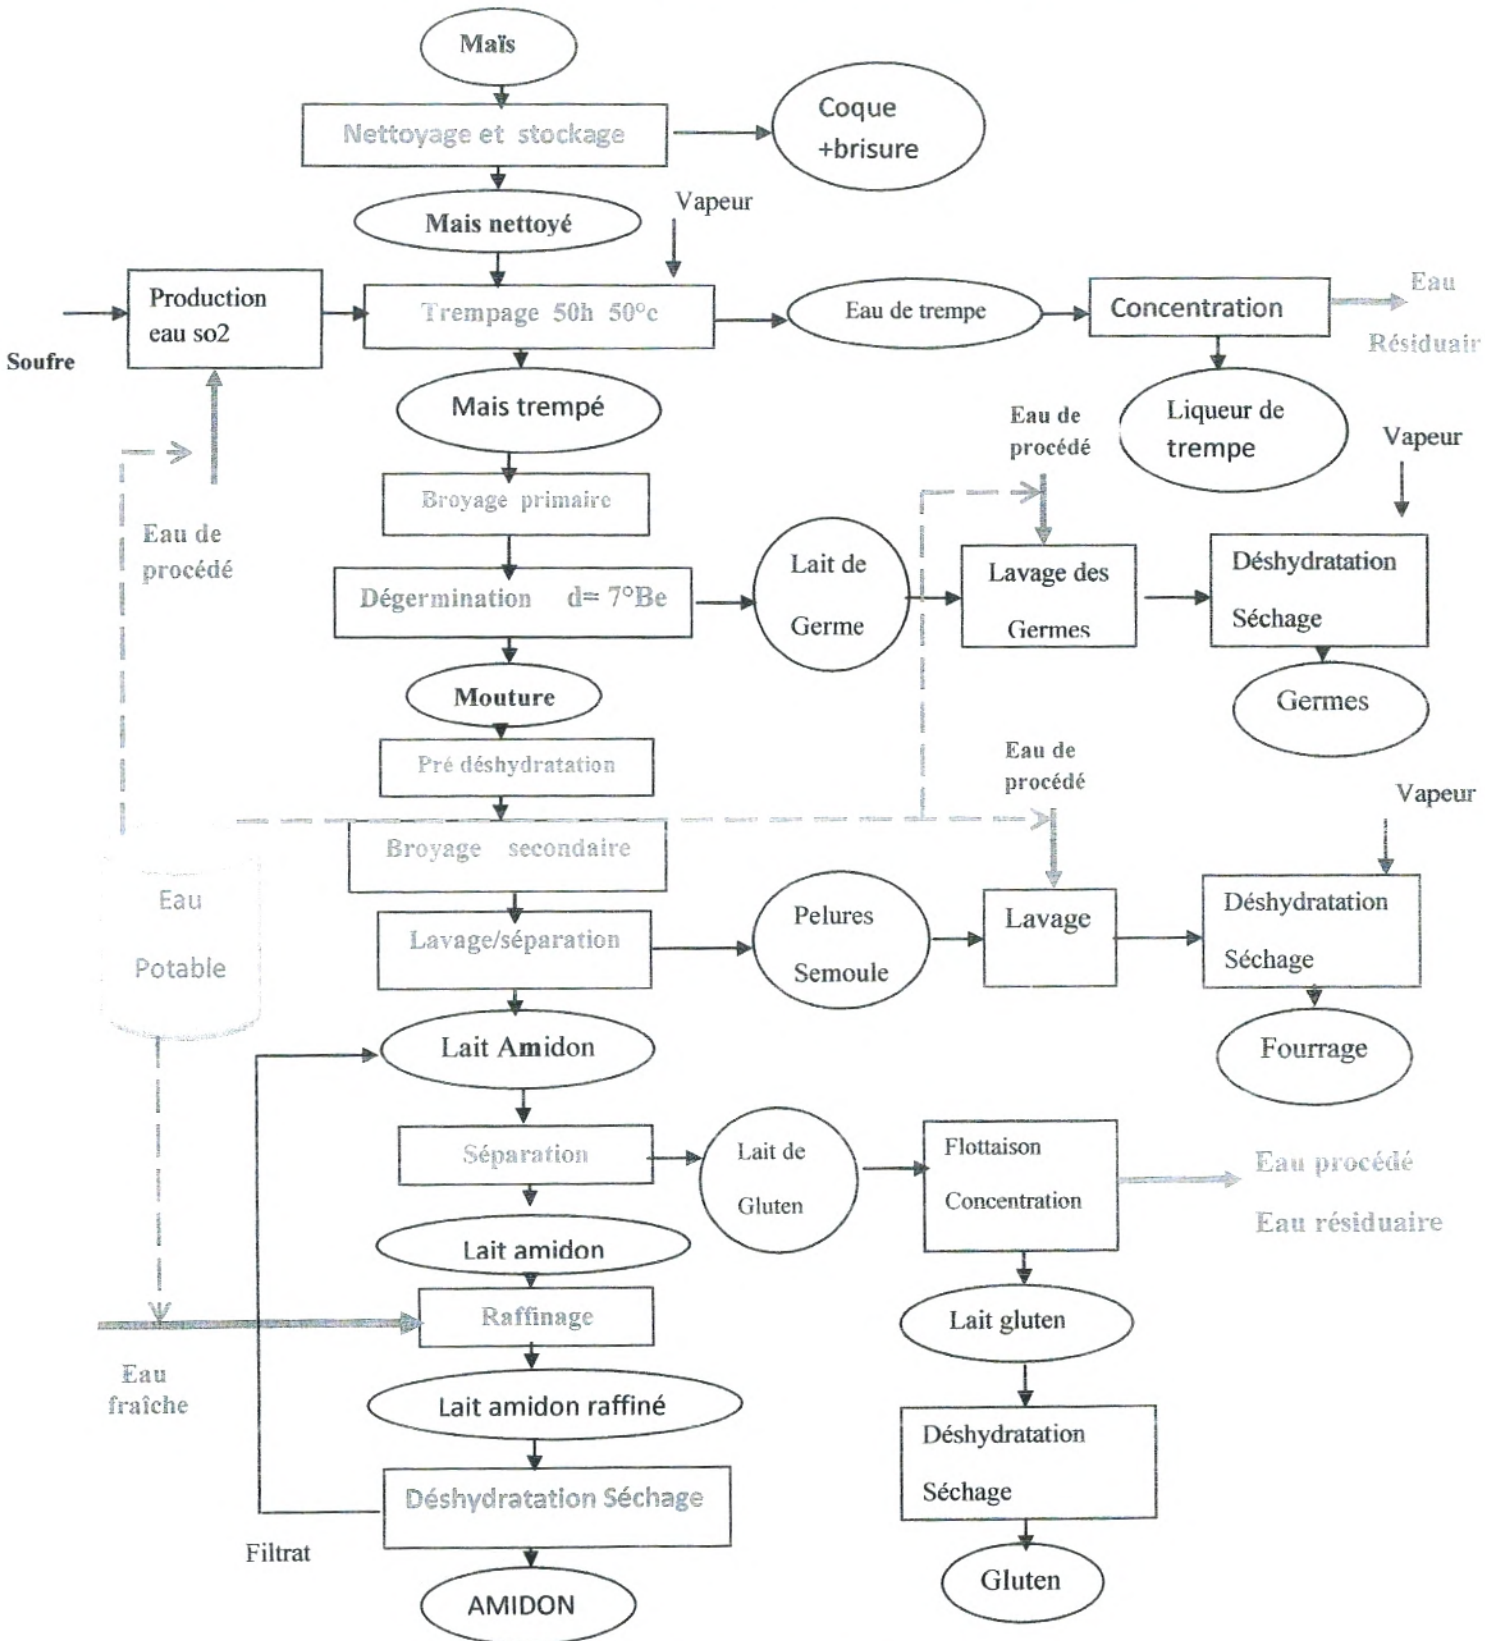 Maïs
Nettoyage et stockage
Coque
+brisure
Mais nettoyé
Vapeur
Soufre
Production
eau so2
Trempage 50h 50°c
Eau de trempe
Concentration
Eau
Résiduair
Mais trempé
Liqueur de
trempe
Eau de
procédé
Vapeur
Eau de
procédé
Broyage primaire
Dégermination d= 7°Be
Lait de
Germe
Lavage des
Germes
Déshydratation
Séchage
Germes
Mouture
Pré déshydratation
Eau de
procédé
Vapeur
Broyage secondaire
Eau
Potable
Lavage/séparation
Pelures
Semoule
Lavage
Déshydratation
Séchage
Fourrage
Lait Amidon
Séparation
Lait de
Gluten
Flottaison
Concentration
Eau procédé
Eau résiduaire
Lait amidon
Raffinage
Lait gluten
Eau
fraîche
Lait amidon raffiné
Déshydratation
Séchage
Déshydratation Séchage
Filtrat
Gluten
AMIDON